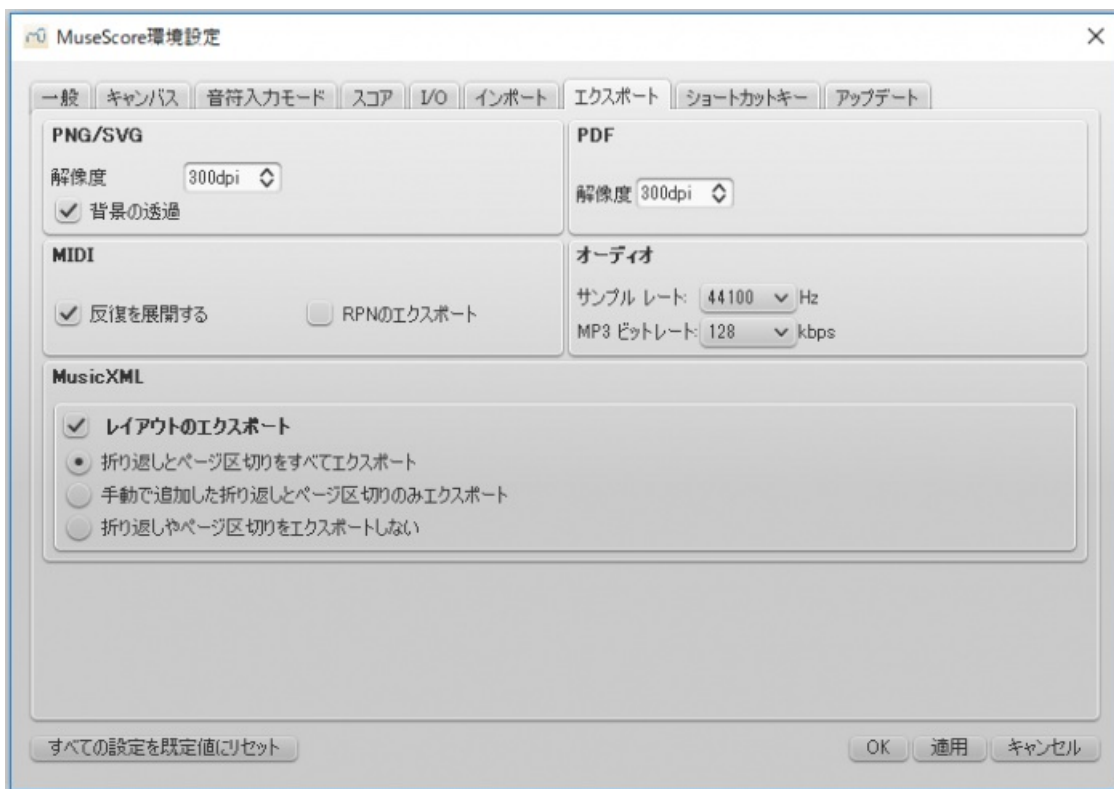 MuseScore環境設定
一般 キャンバス 音符入力モード スコア I/O インポート エクスポート ショートカットキー アップデート
PNG/SVG
解像度 300dpi
背景の透過
PDF
解像度 300dpi
MIDI
反復を展開する RPNのエクスポート
オーディオ
サンプル レート: 44100 Hz
MP3 ビットレート: 128 kbps
MusicXML
レイアウトのエクスポート
折り返しとページ区切りをすべてエクスポート
手動で追加した折り返しとページ区切りのみエクスポート
折り返しやページ区切りをエクスポートしない
すべての設定を既定値にリセット OK 適用 キャンセル